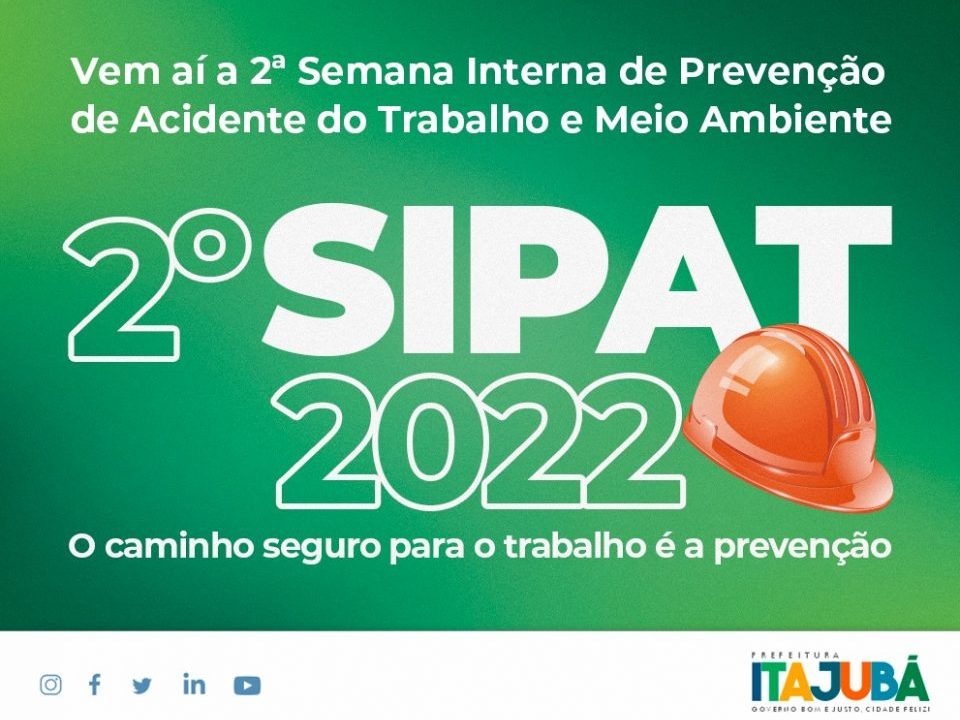 Vem aí a 2ª Semana Interna de Prevenção
de Acidente do Trabalho e Meio Ambiente
2º SIPAT
2022
O caminho seguro para o trabalho é a prevenção
PREFEITURA
ITAJUBÁ
GOVERNO BOM E JUSTO, CIDADE FELIZ!